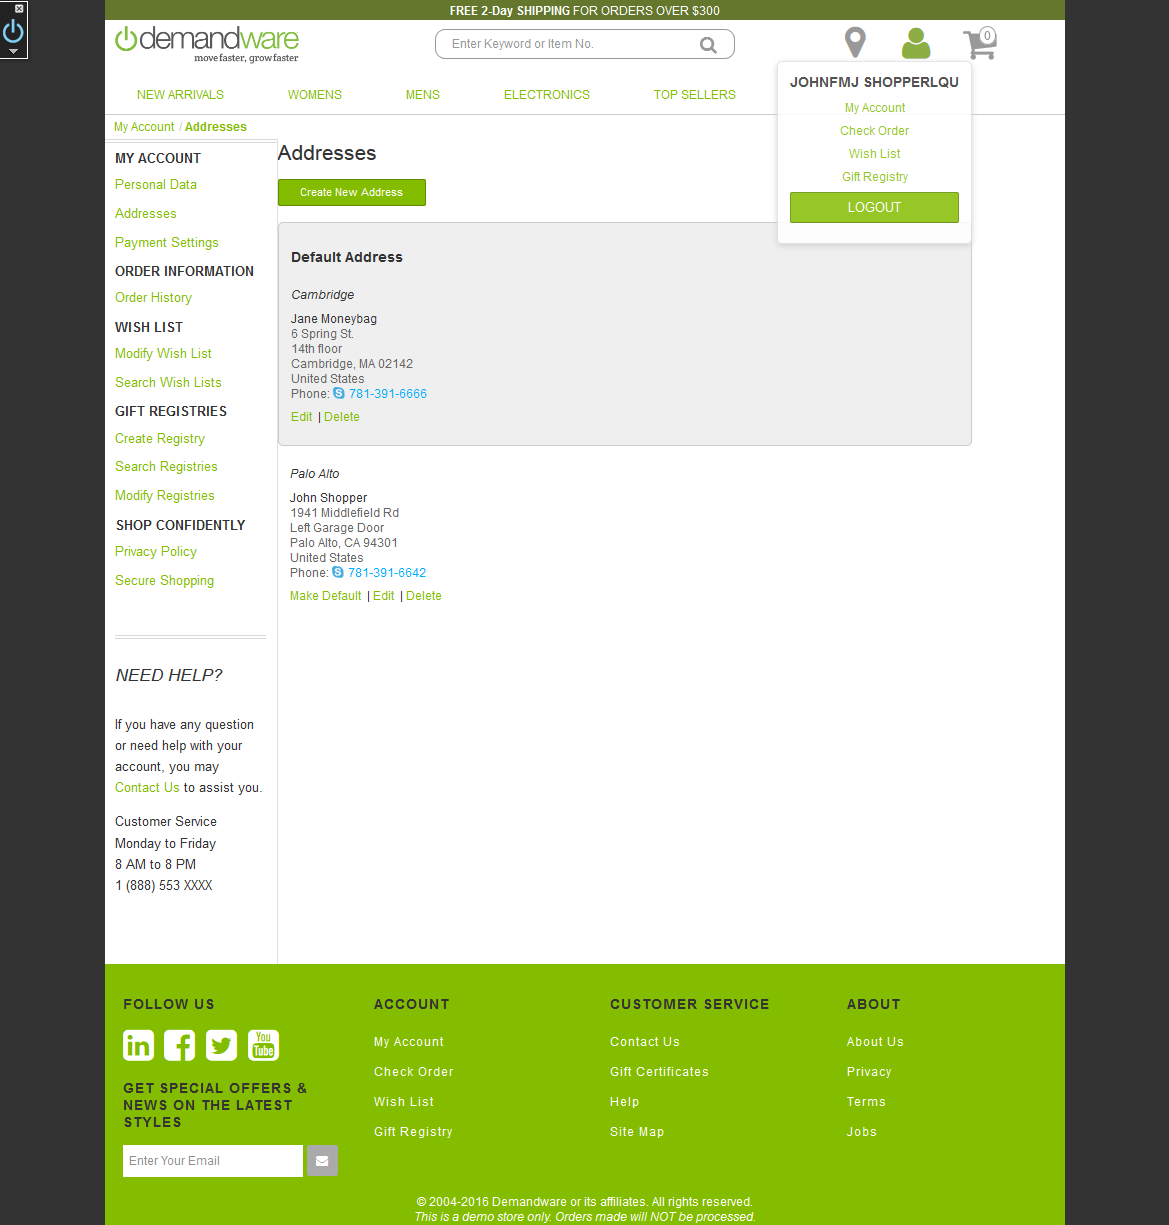 FREE 2-Day SHIPPING FOR ORDERS OVER $300
demandware
move faster, grow faster
Enter Keyword or Item No.
0
NEW ARRIVALS
WOMENS
MENS
ELECTRONICS
TOP SELLERS
JOHNFMJ SHOPPERLQU
My Account
Check Order
Wish List
Gift Registry
LOGOUT
My Account / Addresses
MY ACCOUNT
Personal Data
Addresses
Payment Settings
ORDER INFORMATION
Order History
WISH LIST
Modify Wish List
Search Wish Lists
GIFT REGISTRIES
Create Registry
Search Registries
Modify Registries
SHOP CONFIDENTLY
Privacy Policy
Secure Shopping
NEED HELP?
If you have any question
or need help with your
account, you may
Contact Us to assist you.
Customer Service
Monday to Friday
8 AM to 8 PM
1 (888) 553 XXXX
Addresses
Create New Address
Default Address
Cambridge
Jane Moneybag
6 Spring St.
14th floor
Cambridge, MA 02142
United States
Phone: 781-391-6666
Edit | Delete
Palo Alto
John Shopper
1941 Middlefield Rd
Left Garage Door
Palo Alto, CA 94301
United States
Phone: 781-391-6642
Make Default | Edit | Delete
FOLLOW US
in
You
Tube
GET SPECIAL OFFERS &
NEWS ON THE LATEST
STYLES
Enter Your Email
ACCOUNT
My Account
Check Order
Wish List
Gift Registry
CUSTOMER SERVICE
Contact Us
Gift Certificates
Help
Site Map
ABOUT
About Us
Privacy
Terms
Jobs
© 2004-2016 Demandware or its affiliates. All rights reserved.
This is a demo store only. Orders made will NOT be processed.